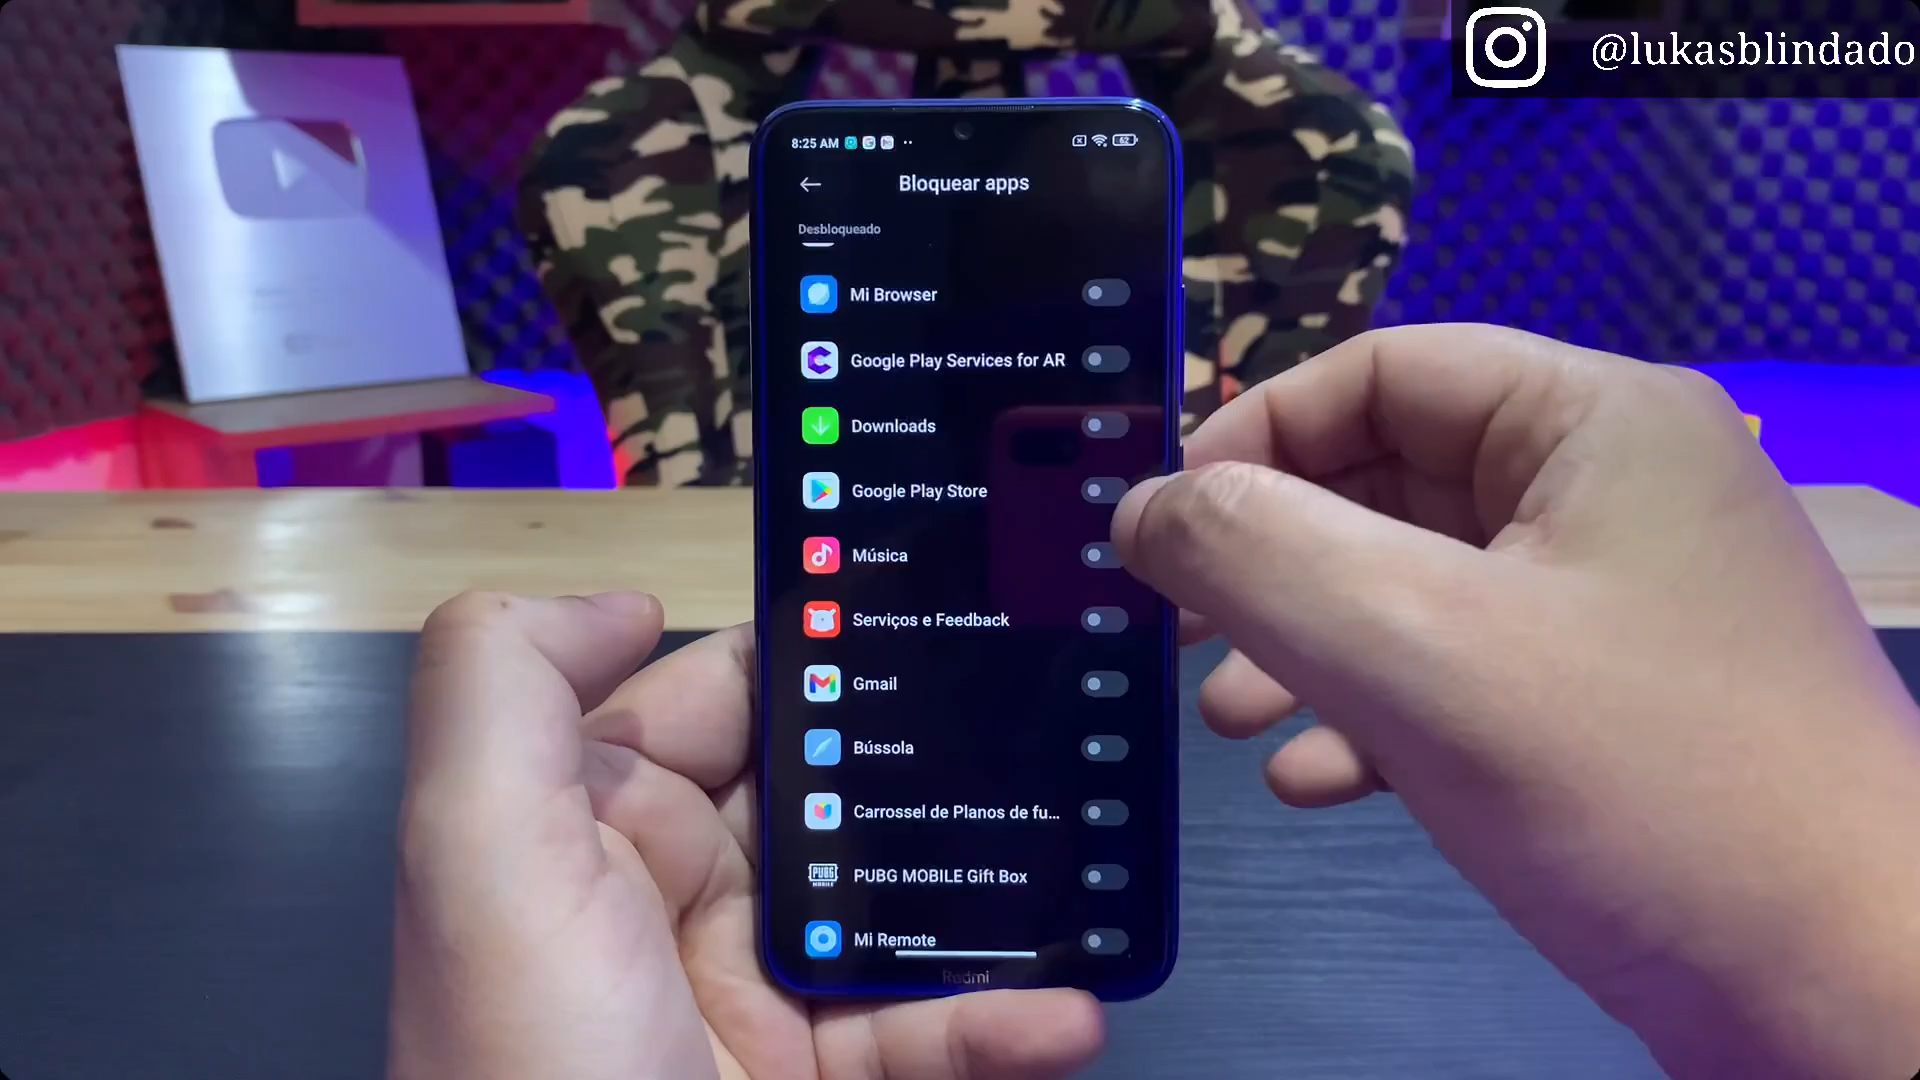 @lukasblindado
8:25 AM
62
Bloquear apps
Desbloqueado
Mi Browser
Google Play Services for AR
Downloads
Google Play Store
Música
Serviços e Feedback
Gmail
Bússola
Carrossel de Planos de fu...
PUBG MOBILE Gift Box
Mi Remote
Redmi